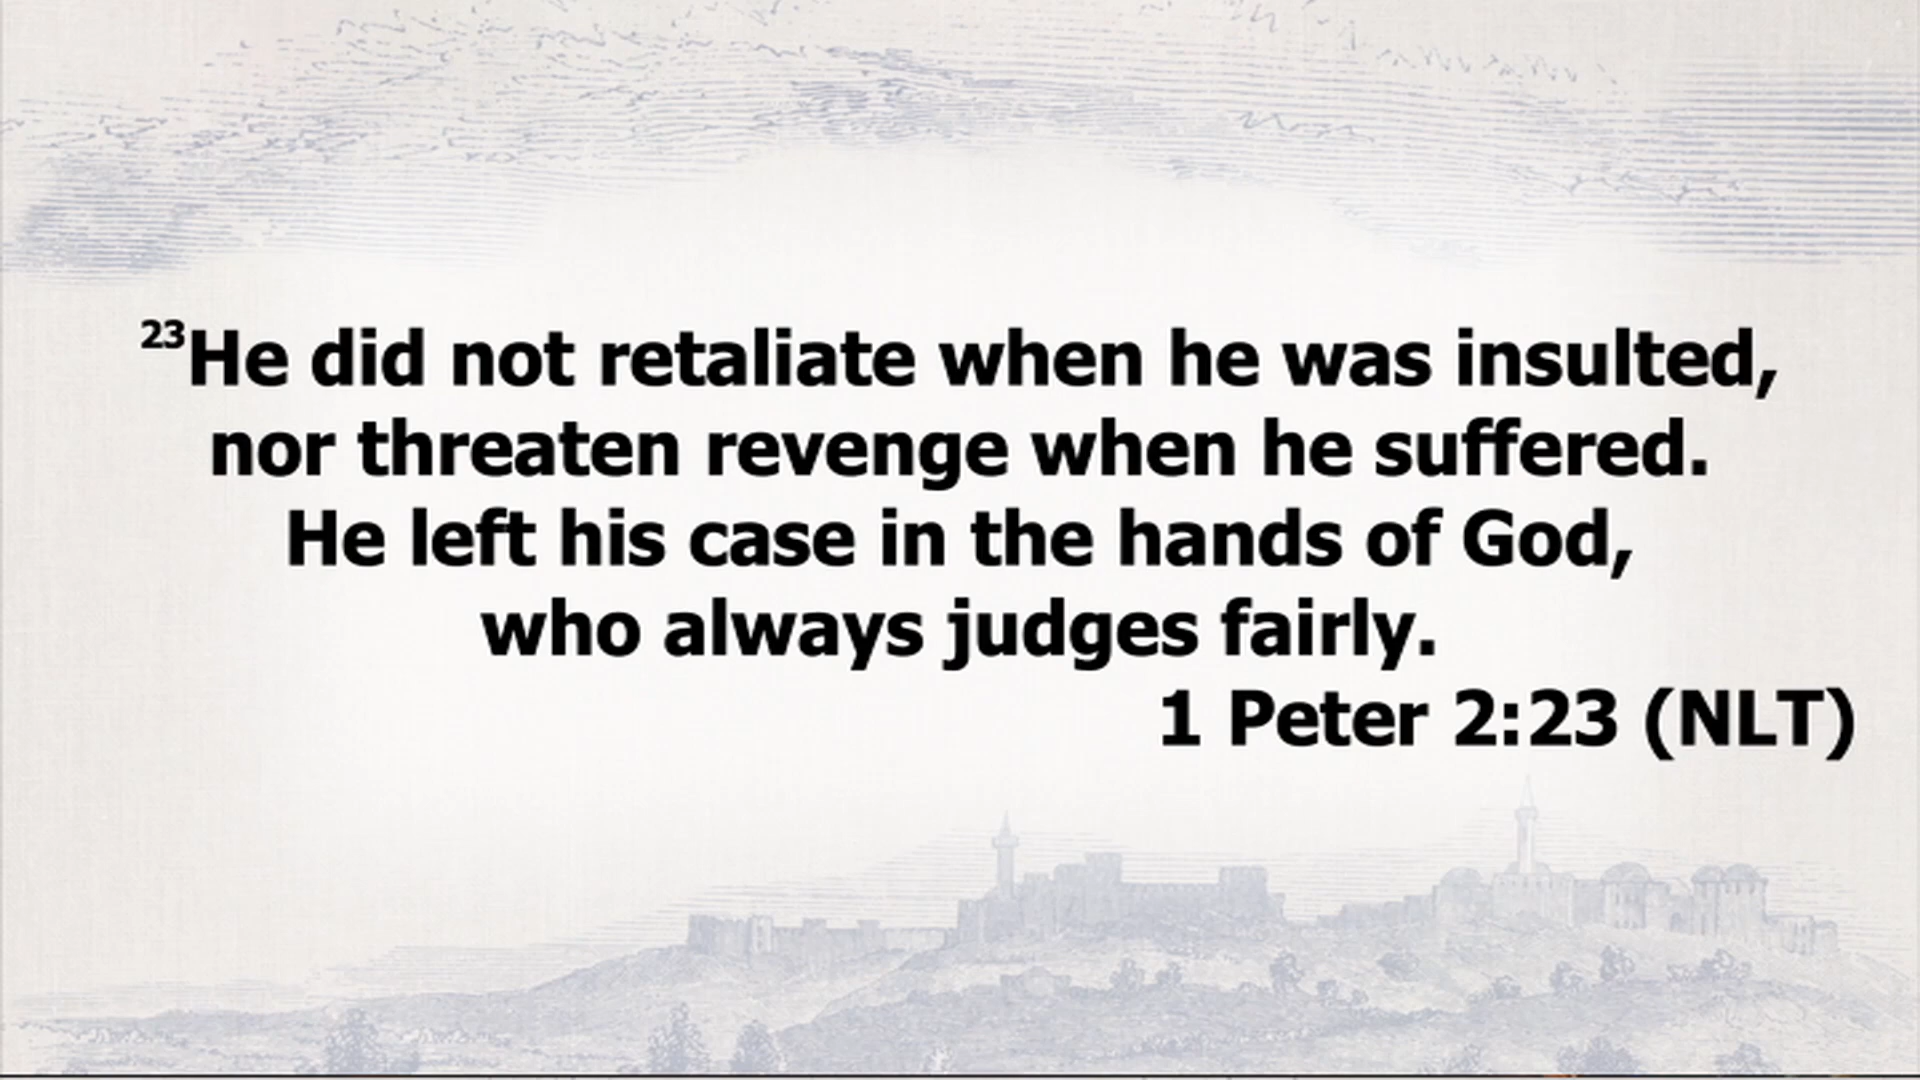 ²³He did not retaliate when he was insulted,
nor threaten revenge when he suffered.
He left his case in the hands of God,
who always judges fairly.
1 Peter 2:23 (NLT)